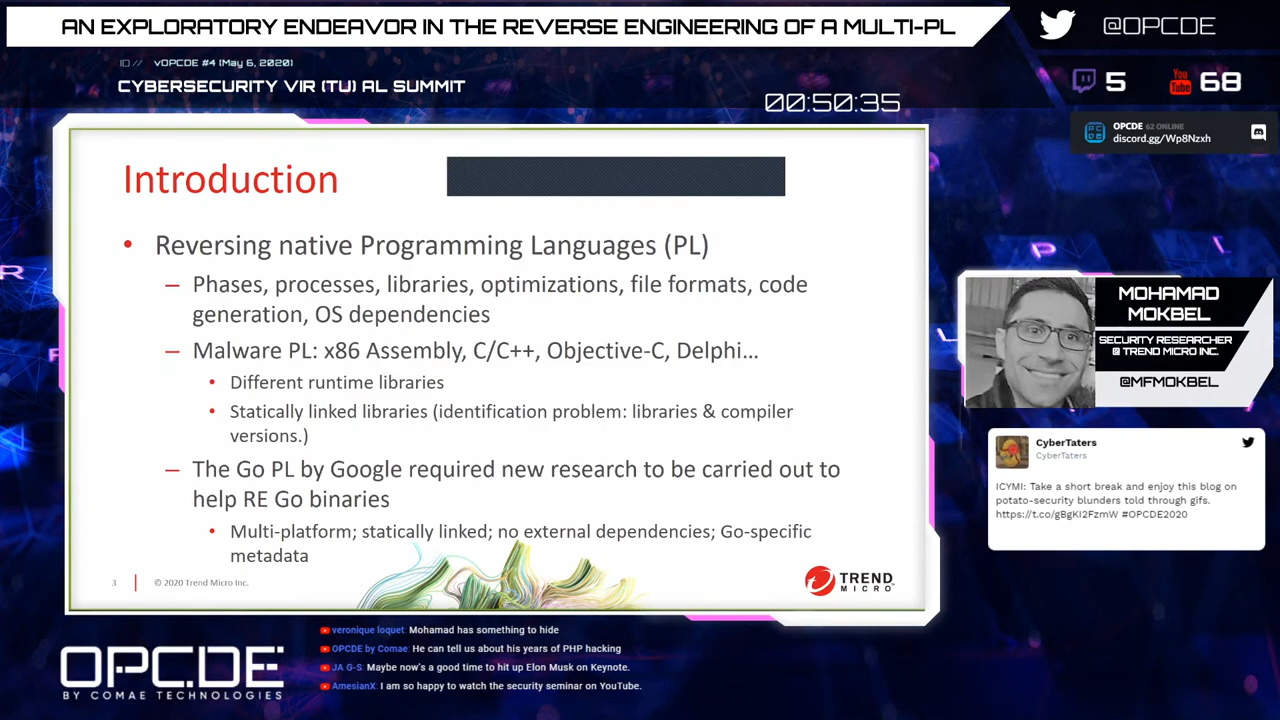 AN EXPLORATORY ENDEAVOR IN THE REVERSE ENGINEERING OF A MULTI-PL
@OPCDE
ID // vOPCDE #4 (May 6, 2020)
CYBERSECURITY VIR (TU) AL SUMMIT
00:50:35
5
You
Tube
68
OPCDE 62 ONLINE
discord.gg/Wp8Nzxh
Introduction
• Reversing native Programming Languages (PL)
– Phases, processes, libraries, optimizations, file formats, code
generation, OS dependencies
– Malware PL: x86 Assembly, C/C++, Objective-C, Delphi…
• Different runtime libraries
• Statically linked libraries (identification problem: libraries & compiler
versions.)
– The Go PL by Google required new research to be carried out to
help RE Go binaries
• Multi-platform; statically linked; no external dependencies; Go-specific
metadata
3
© 2020 Trend Micro Inc.
TREND
MICRO
MOHAMAD
MOKBEL
SECURITY RESEARCHER
@ TREND MICRO INC.
@MFMOKBEL
CyberTaters
CyberTaters
ICYMI: Take a short break and enjoy this blog on
potato-security blunders told through gifs.
https://t.co/gBgKI2FzmW #OPCDE2020
OPCDE
BY COMAE TECHNOLOGIES
veronique loquet: Mohamad has something to hide
OPCDE by Comae: He can tell us about his years of PHP hacking
JA G-S: Maybe now's a good time to hit up Elon Musk on Keynote.
AmesianX: I am so happy to watch the security seminar on YouTube.